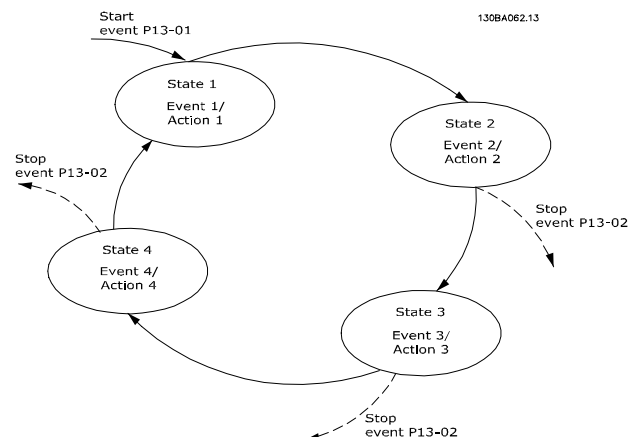 Start
event P13-01
130BA062.13
State 1
Event 1/
Action 1
State 2
Event 2/
Action 2
Stop
event P13-02
Stop
event P13-02
State 4
Event 4/
Action 4
State 3
Event 3/
Action 3
Stop
event P13-02